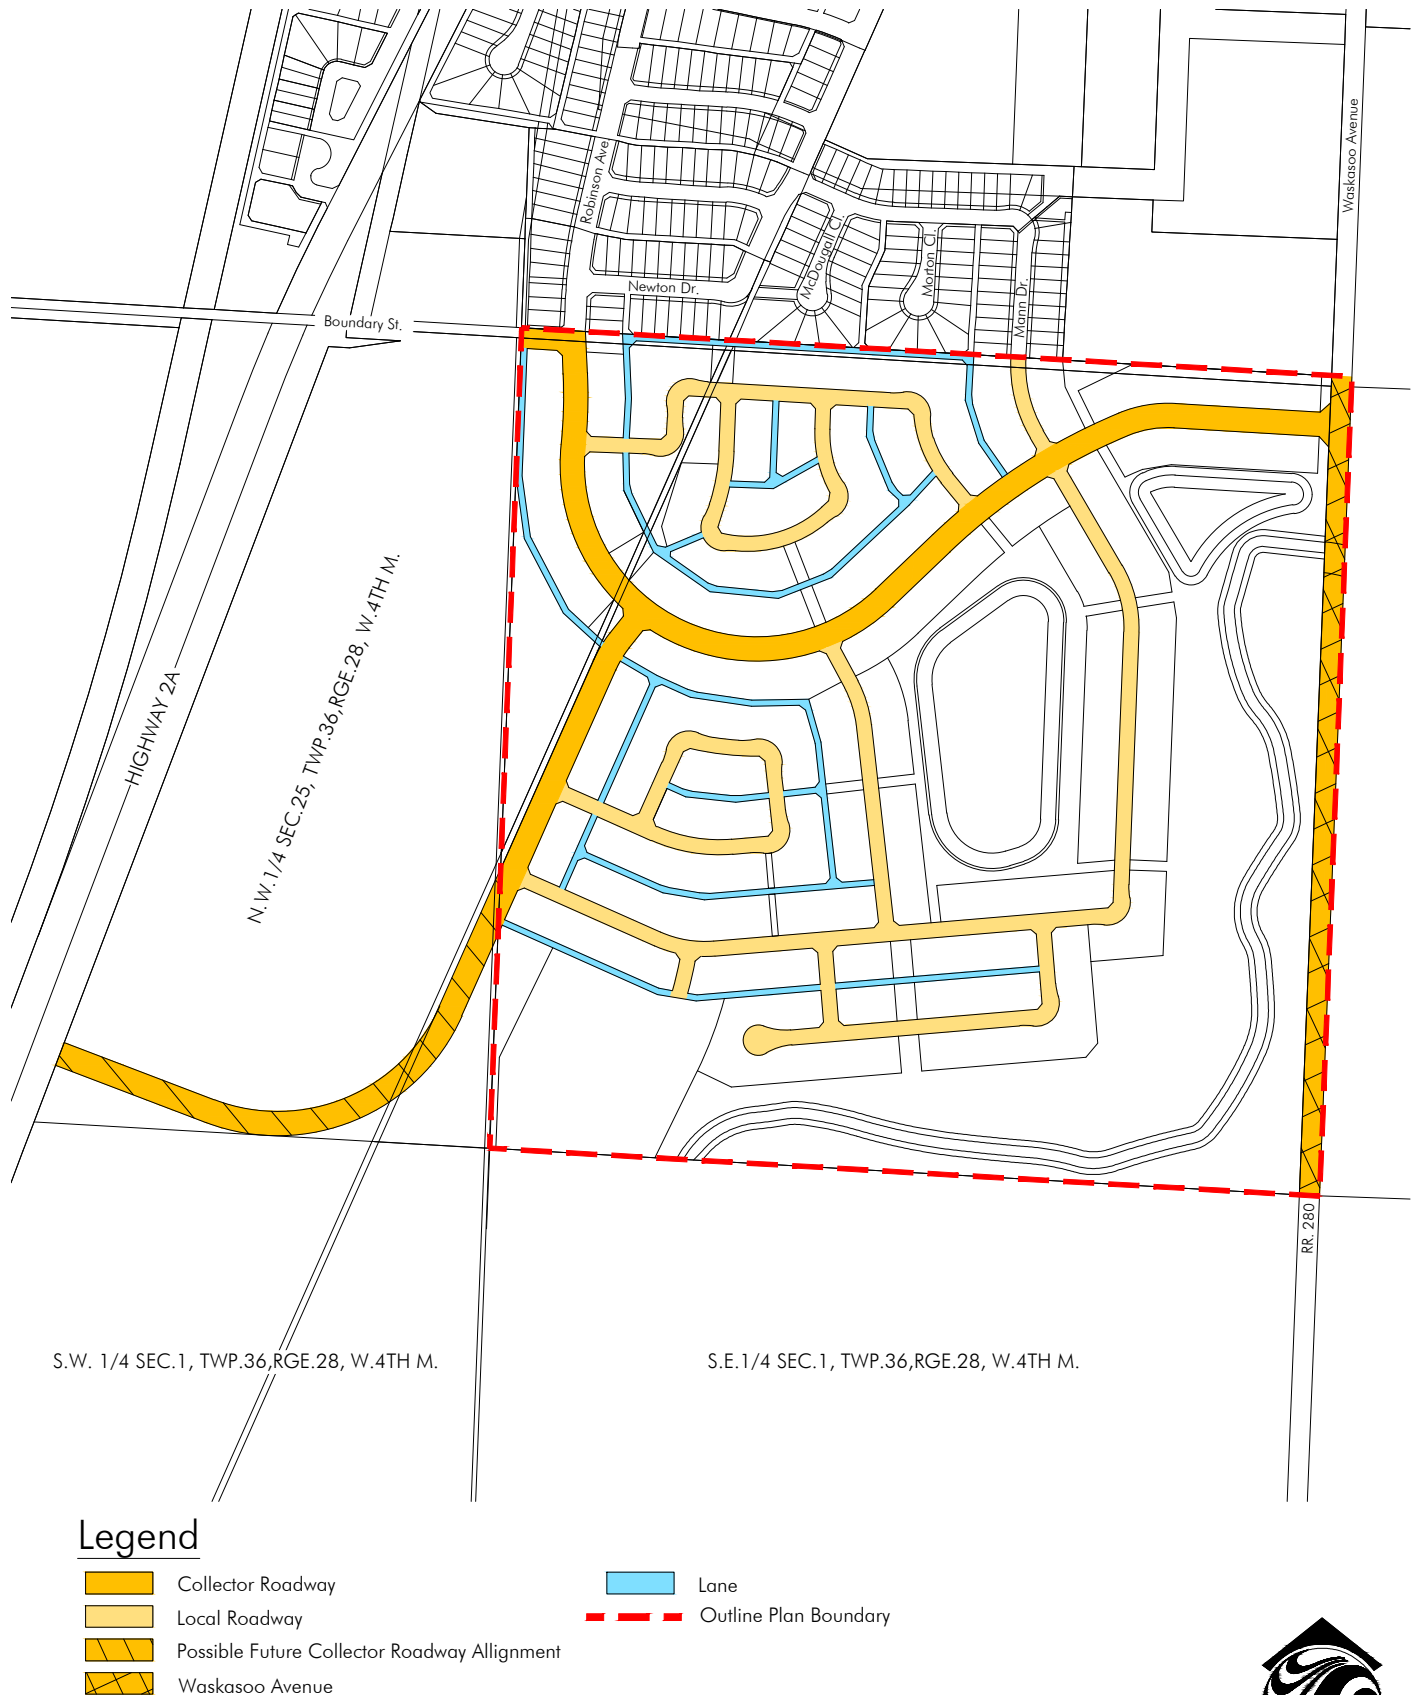 Waskasoo Avenue
Robinson Ave
McDougall Cl.
Morton Cl.
Newton Dr.
Mann Dr.
Boundary St.
HIGHWAY 2A
N.W.1/4 SEC.25, TWP.36,RGE.28, W.4TH M.
RR. 280
S.W. 1/4 SEC.1, TWP.36,RGE.28, W.4TH M.
S.E.1/4 SEC.1, TWP.36,RGE.28, W.4TH M.
Legend
Collector Roadway
Local Roadway
Possible Future Collector Roadway Allignment
Waskasoo Avenue
Lane
Outline Plan Boundary